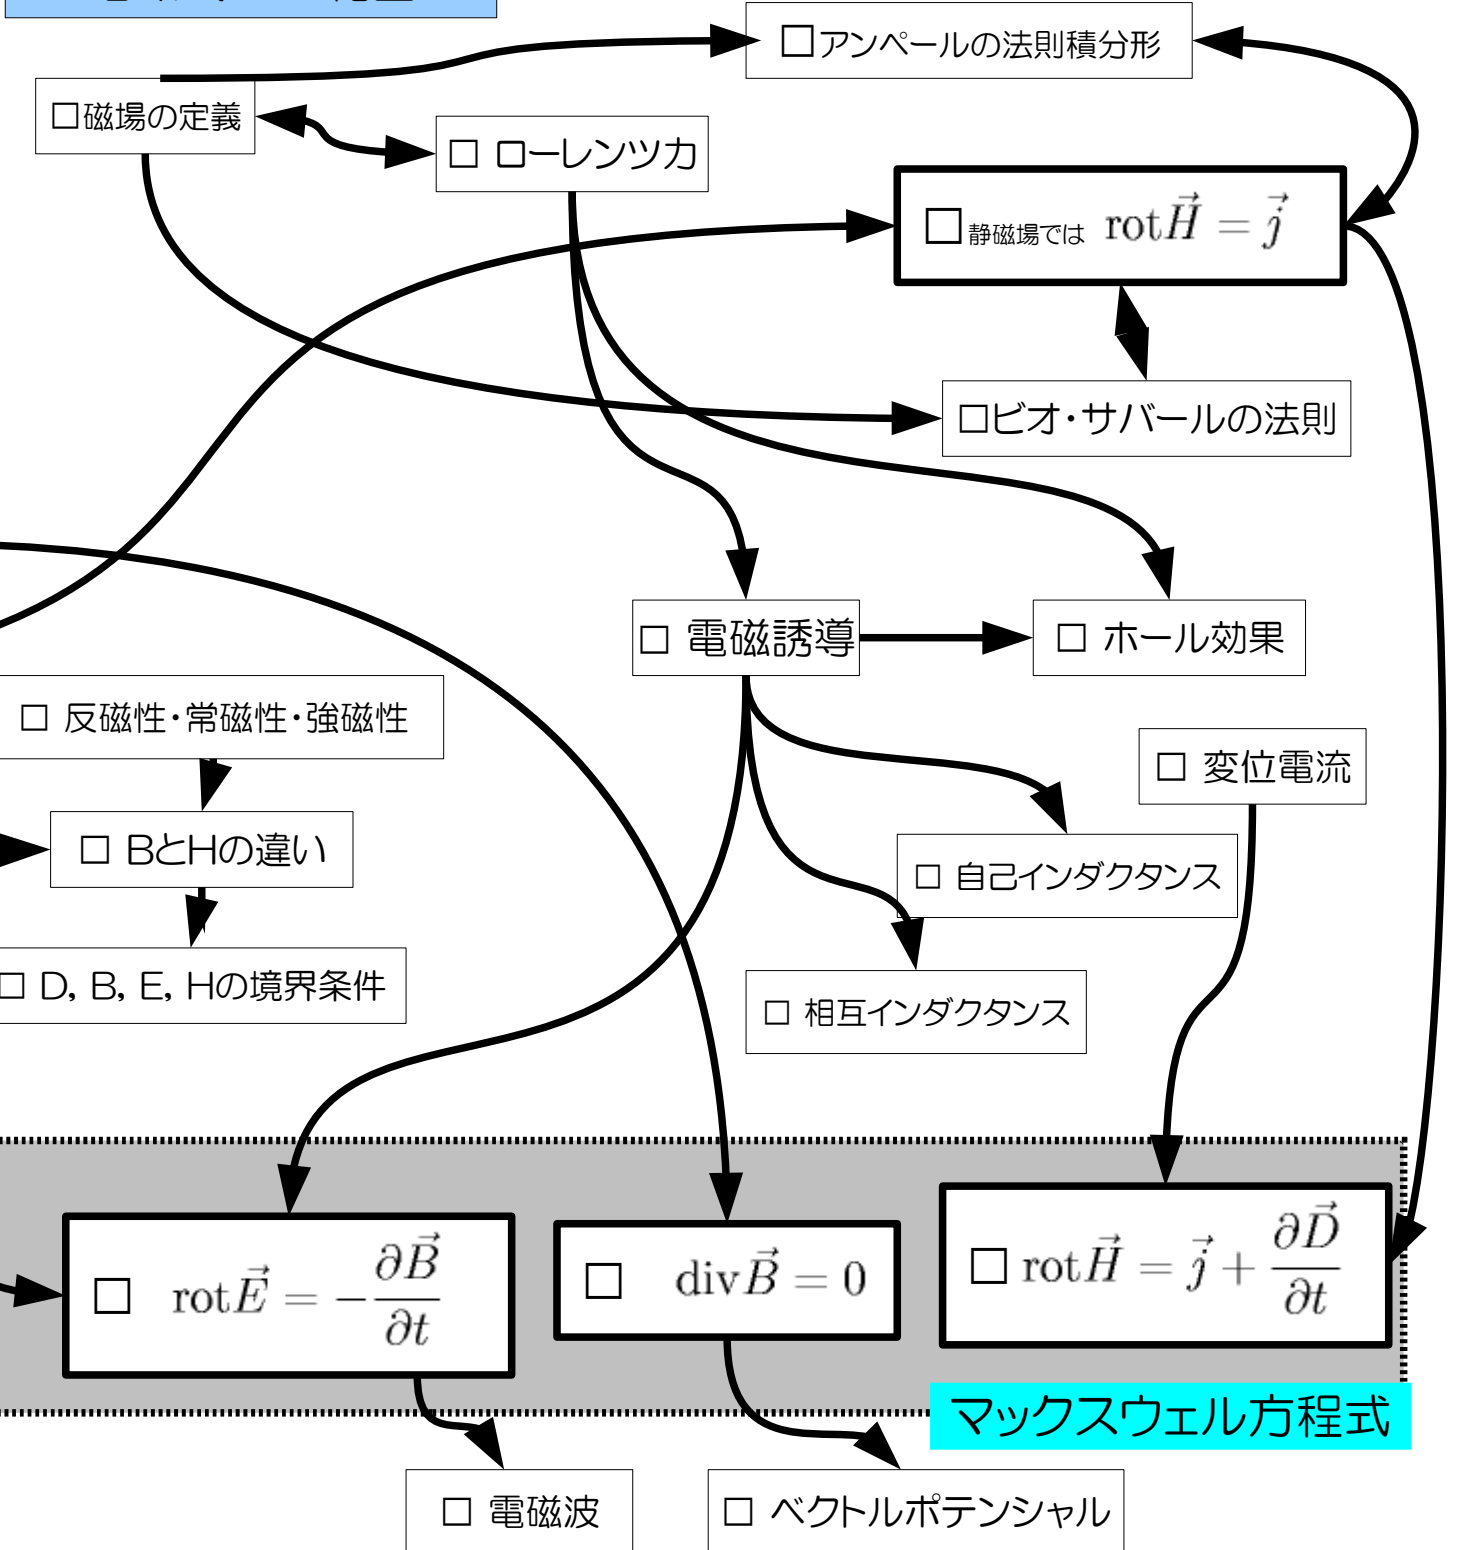 □アンペールの法則積分形
□磁場の定義
□ ローレンツ力
□静磁場では rotH⃗ = j⃗
□ビオ・サバールの法則
□ 電磁誘導
□ ホール効果
□ 反磁性・常磁性・強磁性
□ 変位電流
□ BとHの違い
□ 自己インダクタンス
□ D, B, E, Hの境界条件
□ 相互インダクタンス
□ rotE⃗ = −∂B⃗/∂t
□ divB⃗ = 0
□ rotH⃗ = j⃗ + ∂D⃗/∂t
マックスウェル方程式
□ 電磁波
□ ベクトルポテンシャル